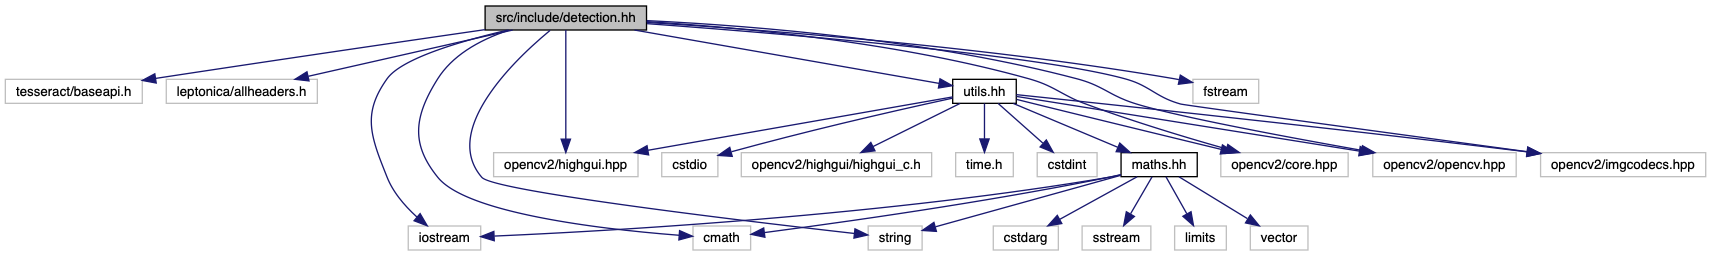 src/include/detection.hh
tesseract/baseapi.h
leptonica/allheaders.h
utils.hh
fstream
opencv2/highgui.hpp
cstdio
opencv2/highgui/highgui_c.h
time.h
cstdint
maths.hh
opencv2/core.hpp
opencv2/opencv.hpp
opencv2/imgcodecs.hpp
iostream
cmath
string
cstdarg
sstream
limits
vector